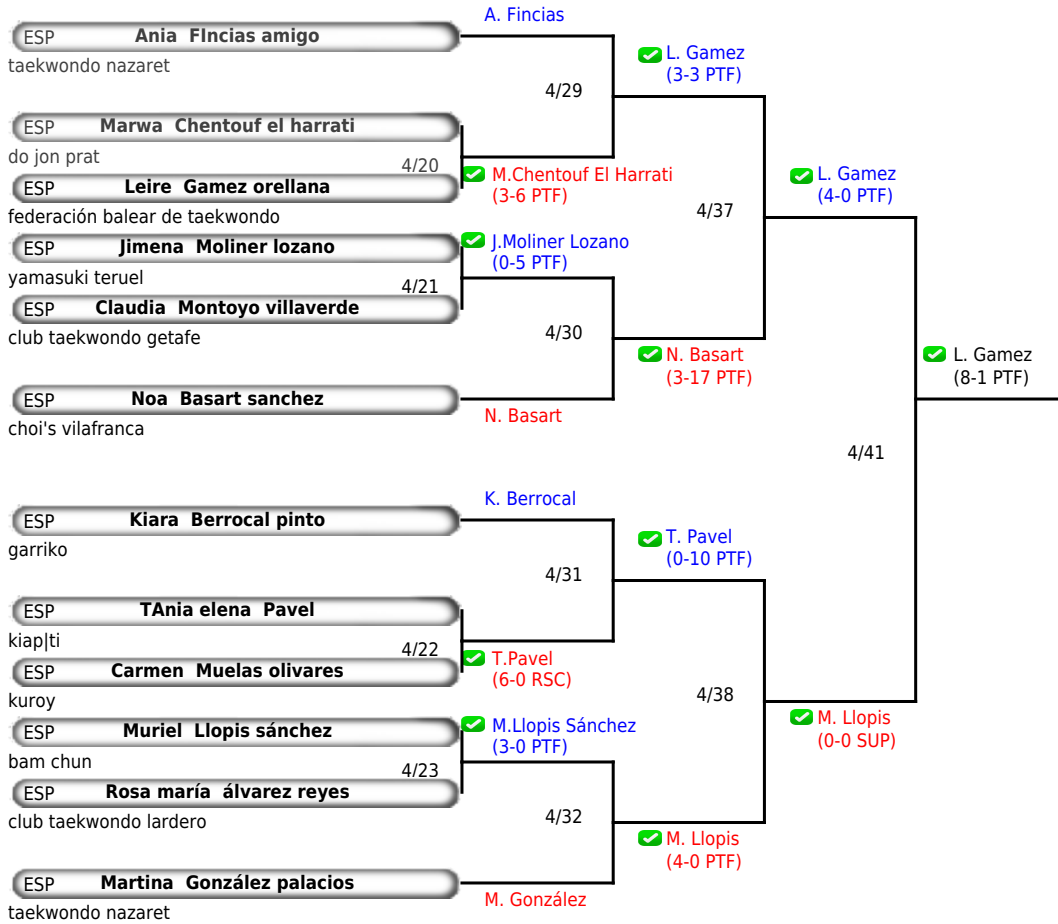 A. Fincias
ESP Ania FIncias amigo
taekwondo nazaret
L. Gamez
(3-3 PTF)
4/29
ESP Marwa Chentouf el harrati
do jon prat
4/20
M.Chentouf El Harrati
(3-6 PTF)
L. Gamez
(4-0 PTF)
ESP Leire Gamez orellana
federación balear de taekwondo
4/37
ESP Jimena Moliner lozano
J.Moliner Lozano
(0-5 PTF)
yamasuki teruel
4/21
ESP Claudia Montoyo villaverde
club taekwondo getafe
4/30
N. Basart
(3-17 PTF)
L. Gamez
(8-1 PTF)
ESP Noa Basart sanchez
choi's vilafranca
N. Basart
4/41
K. Berrocal
ESP Kiara Berrocal pinto
garriko
T. Pavel
(0-10 PTF)
4/31
ESP TAnia elena Pavel
kiap|ti
4/22
T.Pavel
(6-0 RSC)
ESP Carmen Muelas olivares
kuroy
4/38
M. Llopis
(0-0 SUP)
ESP Muriel Llopis sánchez
M.Llopis Sánchez
(3-0 PTF)
bam chun
4/23
ESP Rosa maría álvarez reyes
club taekwondo lardero
4/32
M. Llopis
(4-0 PTF)
ESP Martina González palacios
M. González
taekwondo nazaret